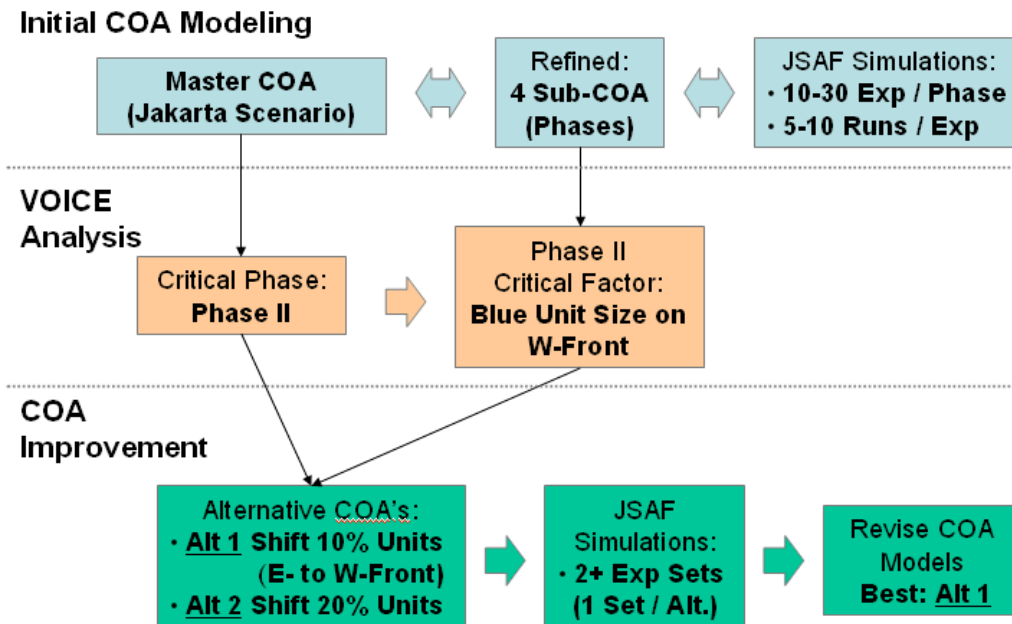 Initial COA Modeling
Master COA
(Jakarta Scenario)
Refined:
4 Sub-COA
(Phases)
JSAF Simulations:
• 10-30 Exp / Phase
• 5-10 Runs / Exp
VOICE
Analysis
Critical Phase:
Phase II
Phase II
Critical Factor:
Blue Unit Size on
W-Front
COA
Improvement
Alternative COA's:
• Alt 1 Shift 10% Units
(E- to W-Front)
• Alt 2 Shift 20% Units
JSAF
Simulations:
• 2+ Exp Sets
(1 Set / Alt.)
Revise COA
Models
Best: Alt 1